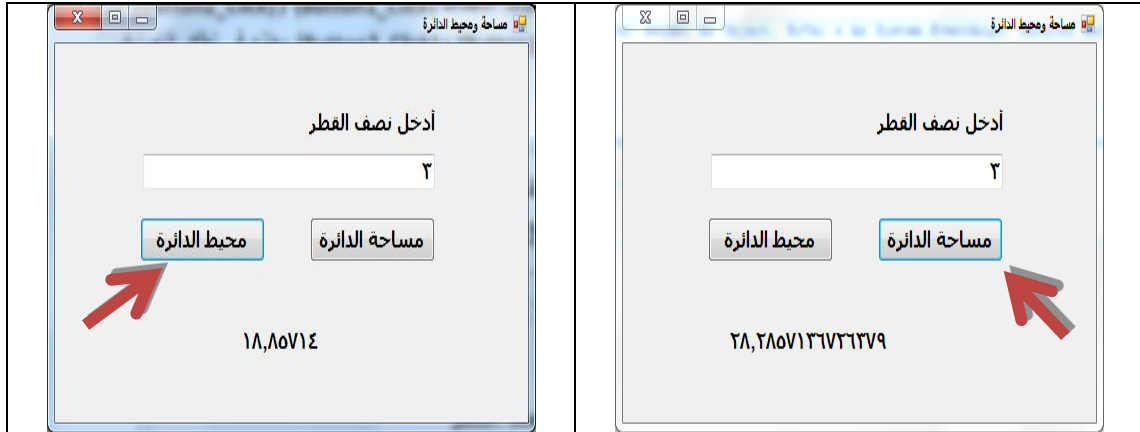 مساحة ومحيط الدائرة
أدخل نصف القطر
٣
مساحة الدائرة محيط الدائرة
٢٨,٢٨٥٧١٣٦٧٢٦٣٧٩
مساحة ومحيط الدائرة
أدخل نصف القطر
٣
مساحة الدائرة محيط الدائرة
١٨,٨٥٧١٤